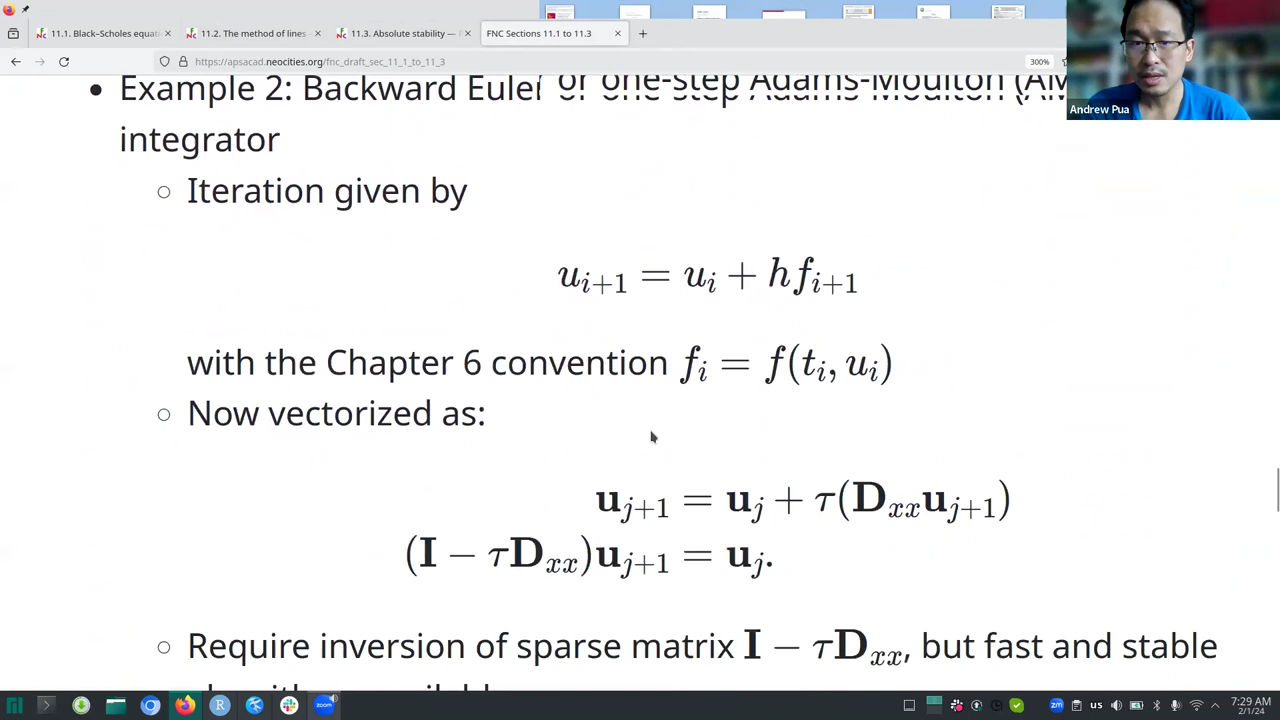 11.1. Black–Scholes equat
11.2. The method of lines
11.3. Absolute stability —
FNC Sections 11.1 to 11.3
https://apsacad.neocities.org/fnc_draft_sec_11_1_to_11_3
300%
Andrew Pua
Example 2: Backward Euler or one-step Adams-Moulton (AM
integrator
Iteration given by
u_{i+1} = u_i + hf_{i+1}
with the Chapter 6 convention f_i = f(t_i, u_i)
Now vectorized as:
u_{j+1} = u_j + τ(D_{xx}u_{j+1})
(I − τD_{xx})u_{j+1} = u_j.
Require inversion of sparse matrix I − τD_{xx}, but fast and stable
zoom
zm
us
7:29 AM
2/1/24